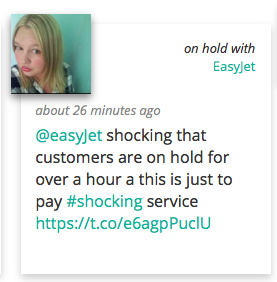 on hold with
EasyJet
about 26 minutes ago
@easyJet shocking that
customers are on hold for
over a hour a this is just to
pay #shocking service
https://t.co/e6agpPuclU